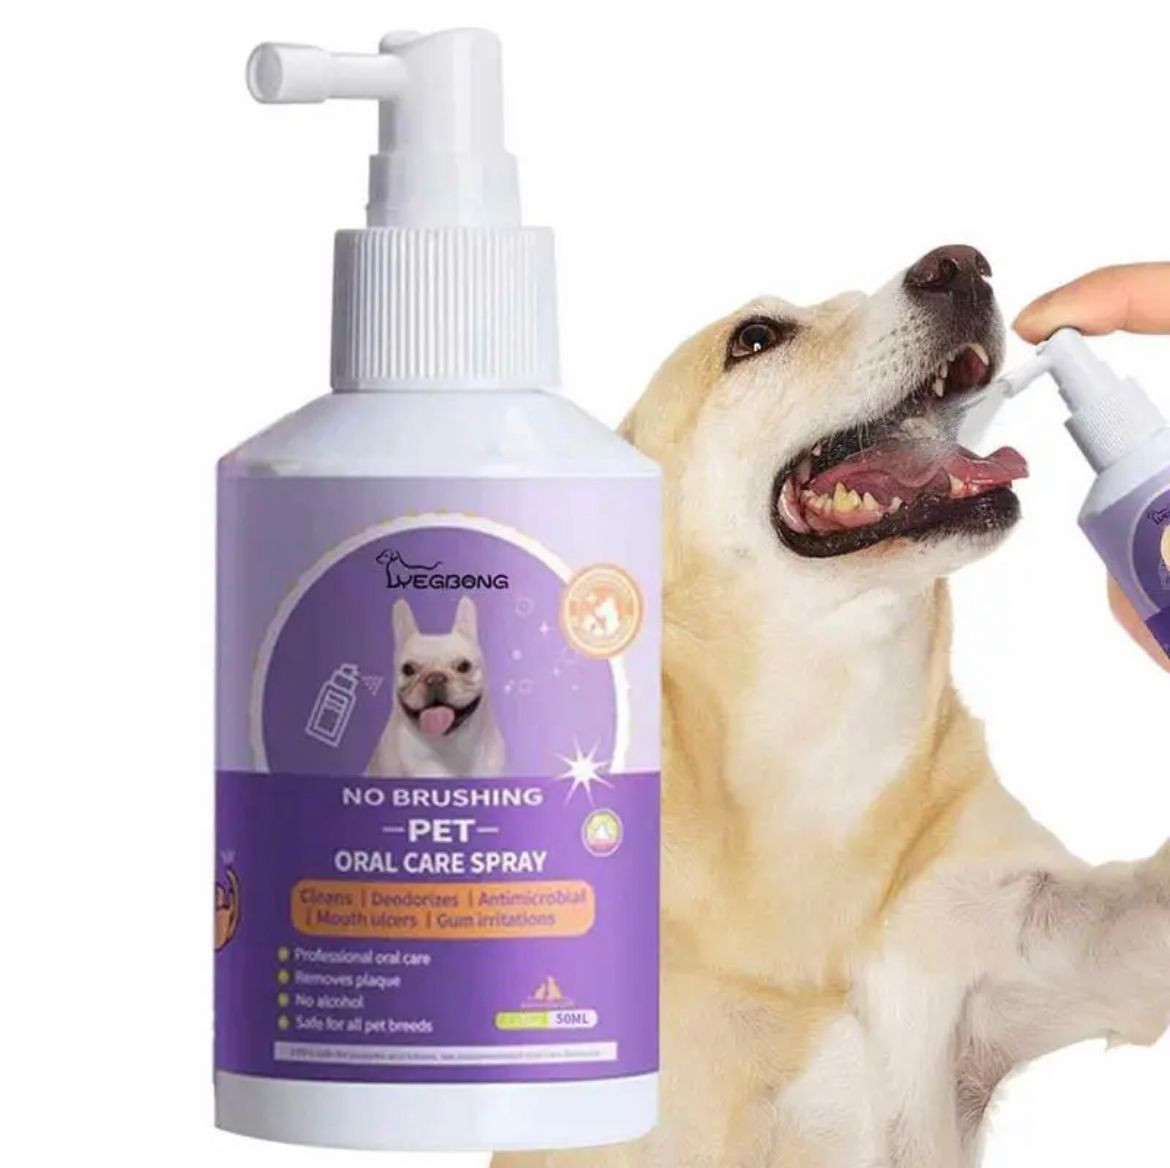 YEGBONG
NO BRUSHING
PET
ORAL CARE SPRAY
Cleans | Deodorizes | Antimicrobial
| Mouth ulcers | Gum irritations
Professional oral care
Removes plaque
No alcohol
Safe for all pet breeds
50ML